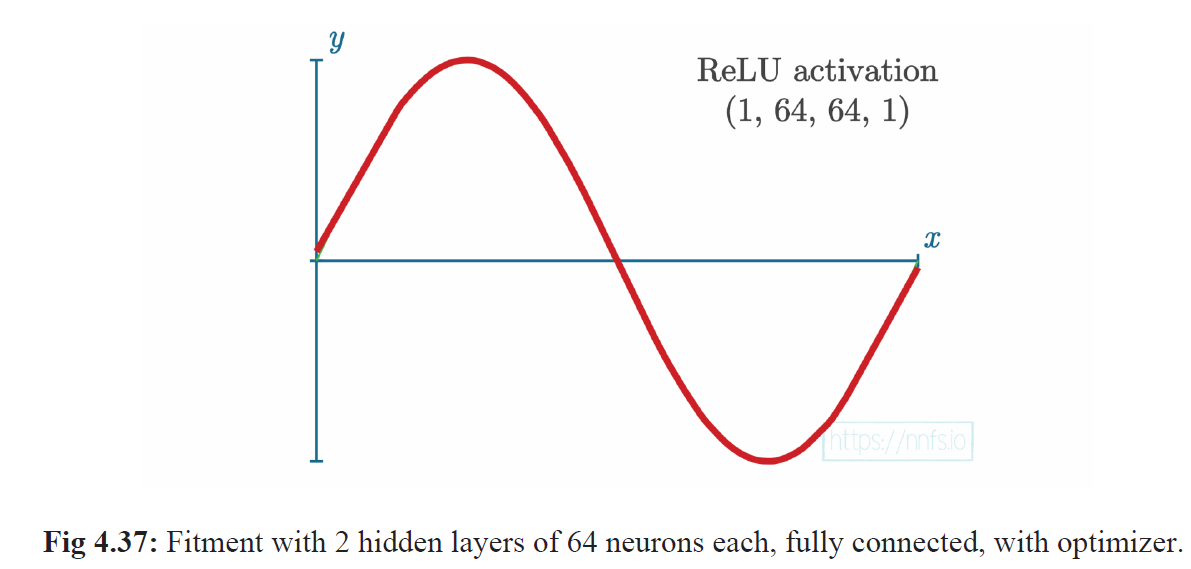 y
ReLU activation
(1, 64, 64, 1)
x
https://nnfs.io
Fig 4.37: Fitment with 2 hidden layers of 64 neurons each, fully connected, with optimizer.